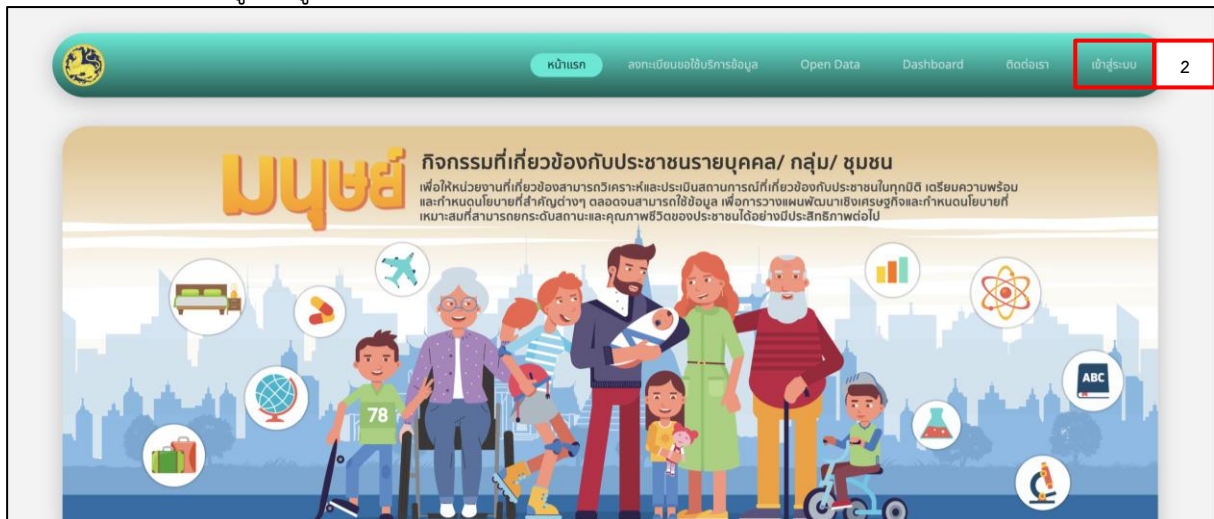 หน้าแรก ลงทะเบียนขอใช้บริการข้อมูล Open Data Dashboard ติดต่อเรา เข้าสู่ระบบ 2
มนุษย์
กิจกรรมที่เกี่ยวข้องกับประชาชนรายบุคคล/ กลุ่ม/ ชุมชน
เพื่อให้หน่วยงานที่เกี่ยวข้องสามารถวิเคราะห์และประเมินสถานการณ์ที่เกี่ยวข้องกับประชาชนในทุกมิติ เตรียมความพร้อม
และกำหนดนโยบายที่สำคัญต่างๆ ตลอดจนสามารถใช้ข้อมูล เพื่อการวางแผนพัฒนาเชิงเศรษฐกิจและกำหนดนโยบายที่
เหมาะสมที่สามารถยกระดับสถานะและคุณภาพชีวิตของประชาชนได้อย่างมีประสิทธิภาพต่อไป
ABC
78